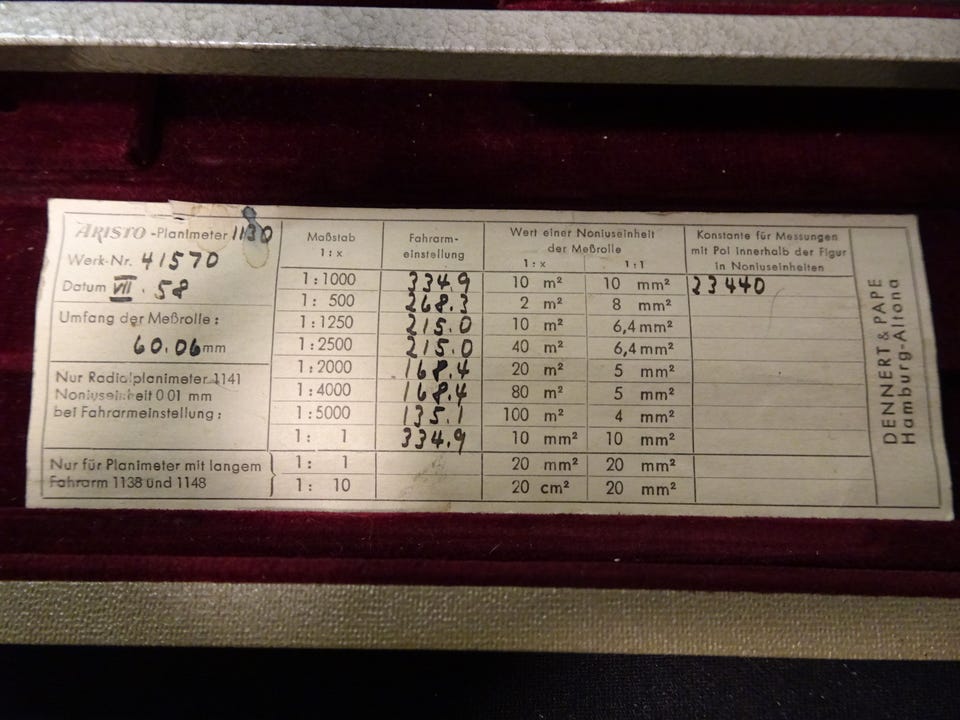 ARISTO-Planimeter 1130
Werk-Nr. 41570
Datum VII. 58
Umfang der Meßrolle:
60.06 mm
Nur Radialplanimeter 1141
Noniuseinheit 0.01 mm
bei Fahrarmeinstellung:
Nur für Planimeter mit langem
Fahrarm 1138 und 1148
Maßstab 1:x Fahrarm-einstellung Wert einer Noniuseinheit der Meßrolle 1:x 1:1 Konstante für Messungen mit Pol innerhalb der Figur in Noniuseinheiten
1:1000 334.9 10 m² 10 mm² 23440
1: 500 268.3 2 m² 8 mm²
1:1250 215.0 10 m² 6,4 mm²
1:2500 215.0 40 m² 6,4 mm²
1:2000 168.4 20 m² 5 mm²
1:4000 168.4 80 m² 5 mm²
1:5000 135.1 100 m² 4 mm²
1: 1 334.9 10 mm² 10 mm²
1: 1 20 mm² 20 mm²
1: 10 20 cm² 20 mm²
DENNERT & PAPE
Hamburg-Altona